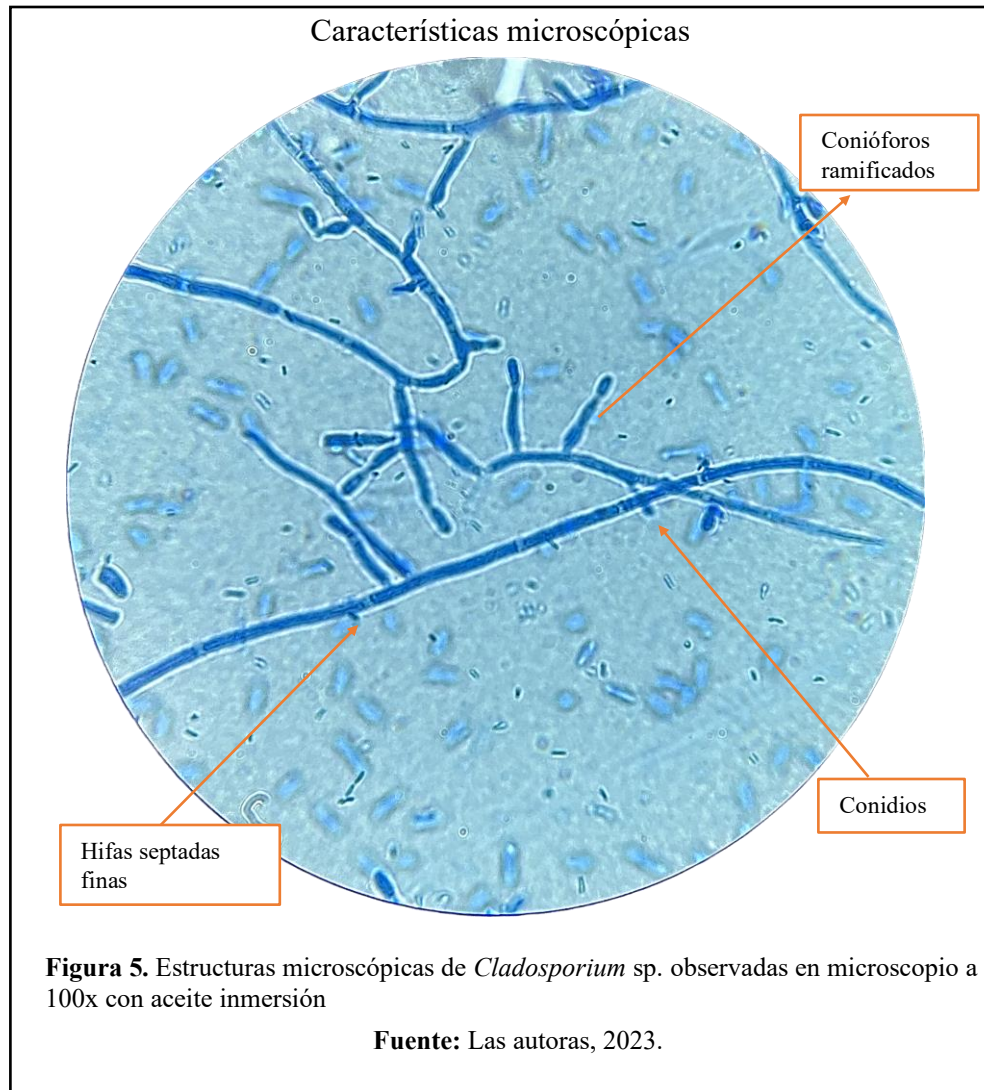 Características microscópicas
Conióforos
ramificados
Conidios
Hifas septadas
finas
Figura 5. Estructuras microscópicas de Cladosporium sp. observadas en microscopio a
100x con aceite inmersión
Fuente: Las autoras, 2023.